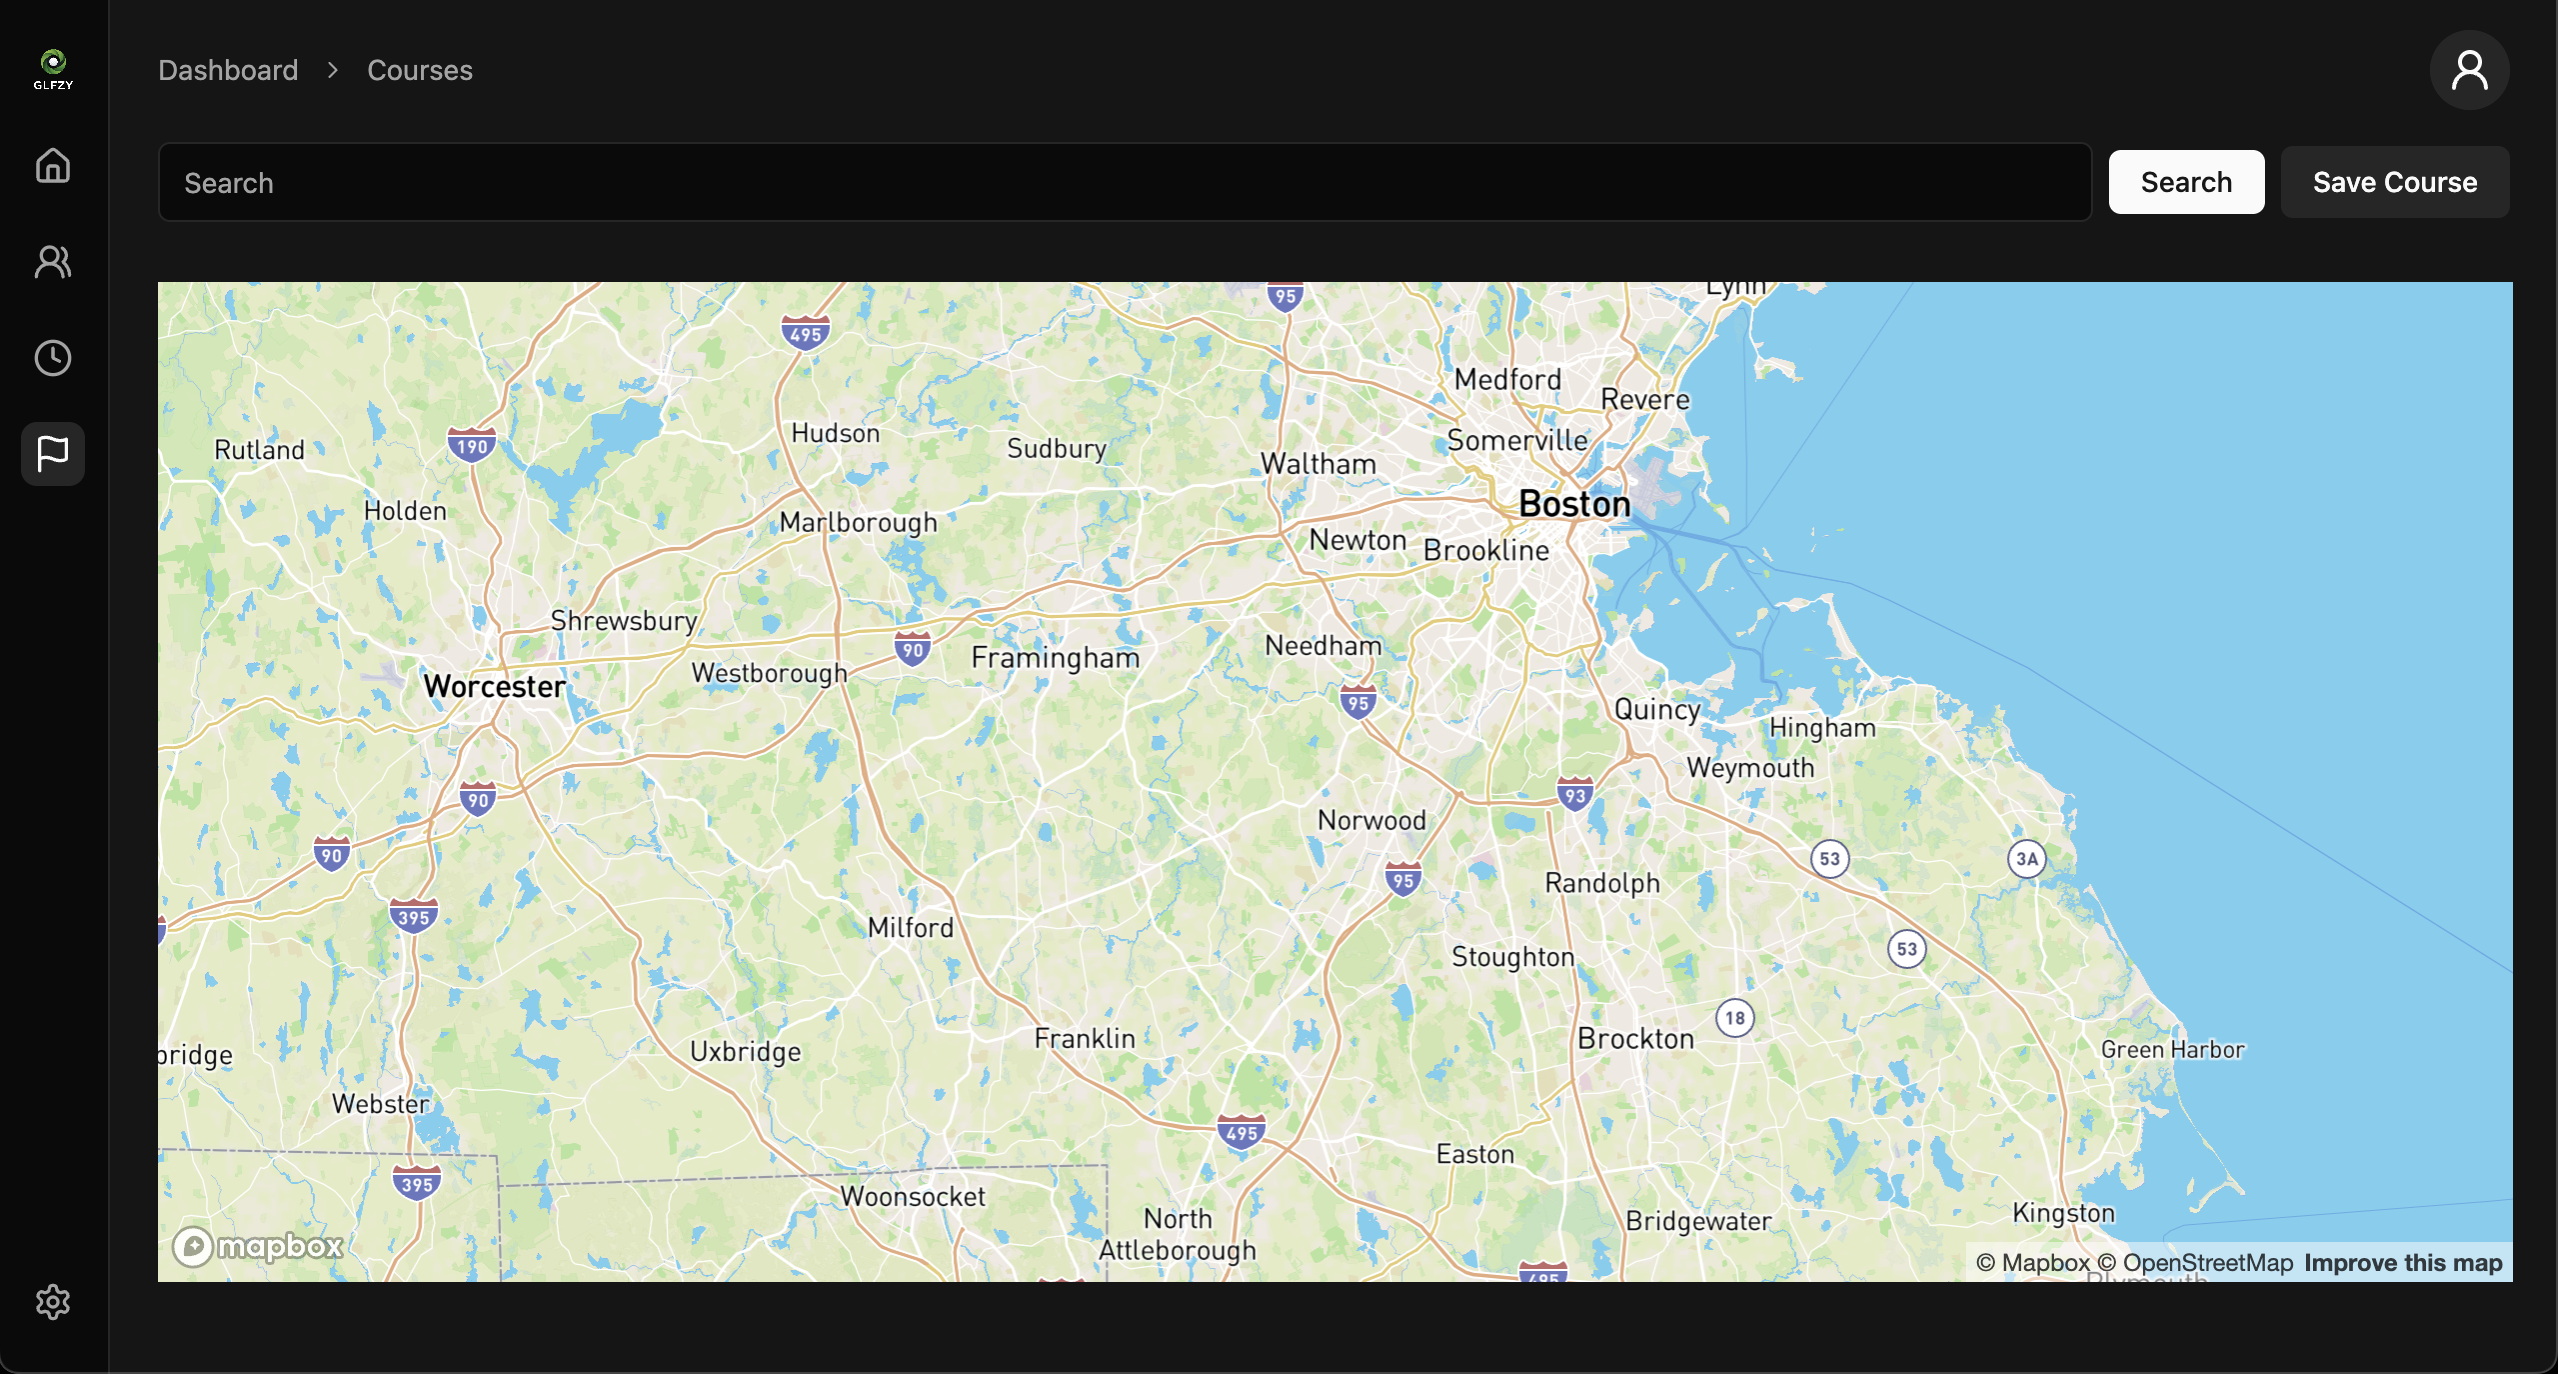 GLFZY
Dashboard > Courses
Search
Search
Save Course
Lynn
95
495
Medford
Revere
Hudson
Somerville
190
Rutland
Sudbury
Waltham
Boston
Holden
Marlborough
Newton
Brookline
Shrewsbury
90
Needham
Framingham
Westborough
Worcester
95
Quincy
Hingham
Weymouth
90
93
Norwood
90
53
3A
95
Randolph
395
Milford
53
Stoughton
18
Franklin
Brockton
Uxbridge
bridge
Green Harbor
Webster
495
Easton
395
Woonsocket
Kingston
North
Attleborough
Bridgewater
mapbox
© Mapbox © OpenStreetMap Improve this map
495
Plymouth